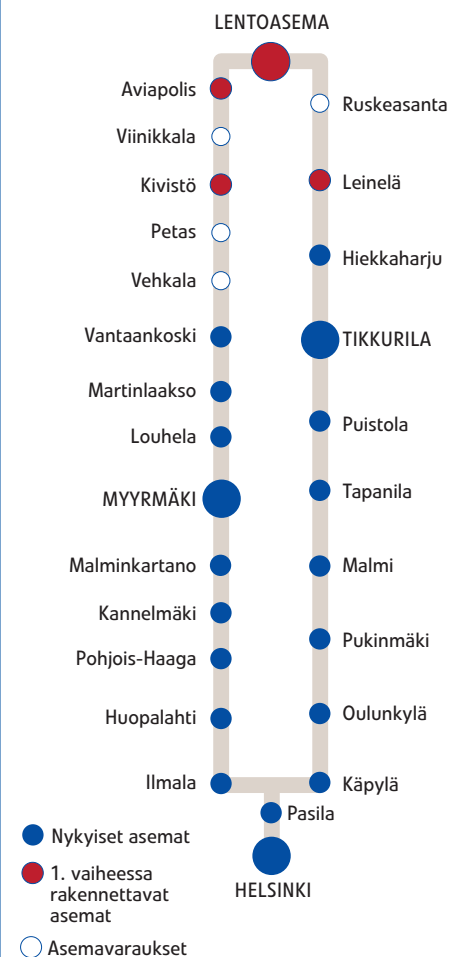 LENTOASEMA
Aviapolis
Viinikkala
Kivistö
Petas
Vehkala
Vantaankoski
Martinlaakso
Louhela
MYYRMÄKI
Malminkartano
Kannelmäki
Pohjois-Haaga
Huopalahti
Ilmala
Ruskeasanta
Leinelä
Hiekkaharju
TIKKURILA
Puistola
Tapanila
Malmi
Pukinmäki
Oulunkylä
Käpylä
Pasila
HELSINKI
Nykyiset asemat
1. vaiheessa
rakennettavat
asemat
Asemavaraukset